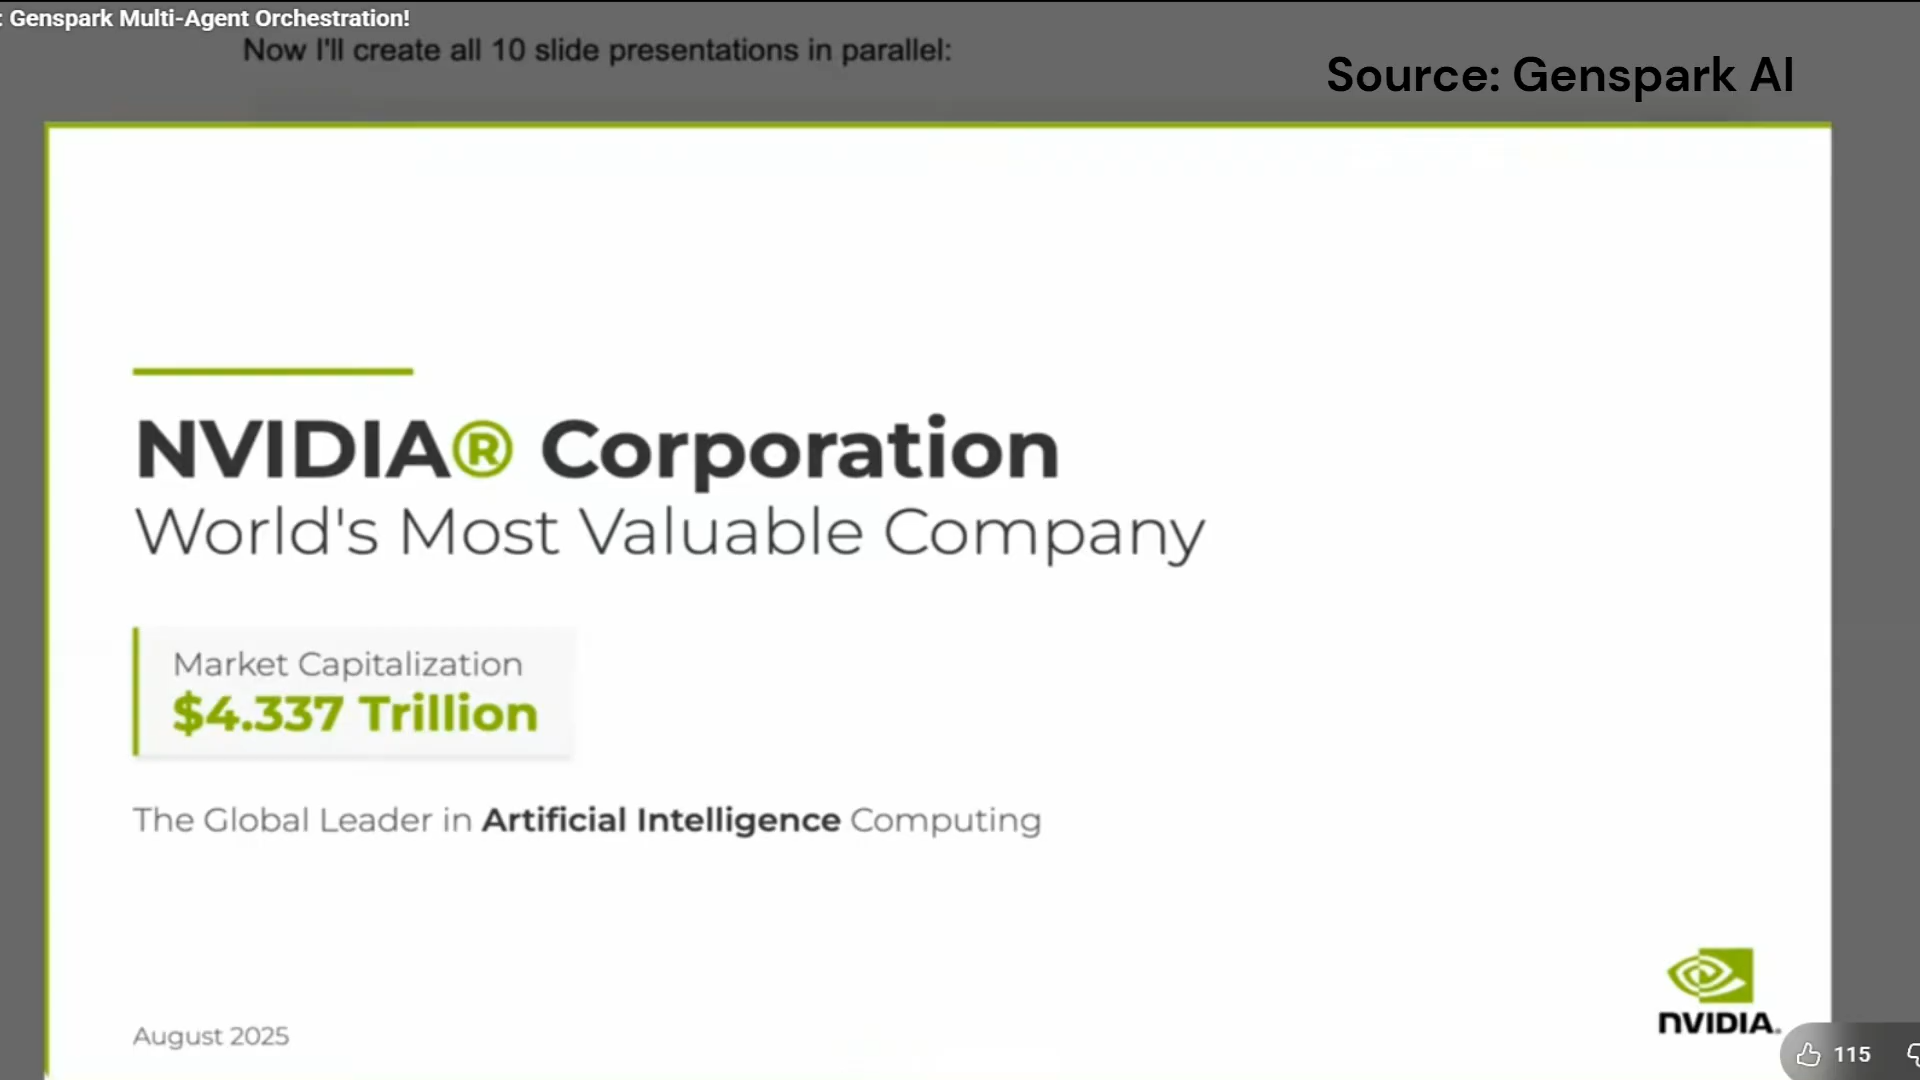 : Genspark Multi-Agent Orchestration!
Now I'll create all 10 slide presentations in parallel:
Source: Genspark AI
NVIDIA® Corporation
World's Most Valuable Company
Market Capitalization
$4.337 Trillion
The Global Leader in Artificial Intelligence Computing
August 2025
NVIDIA.
115